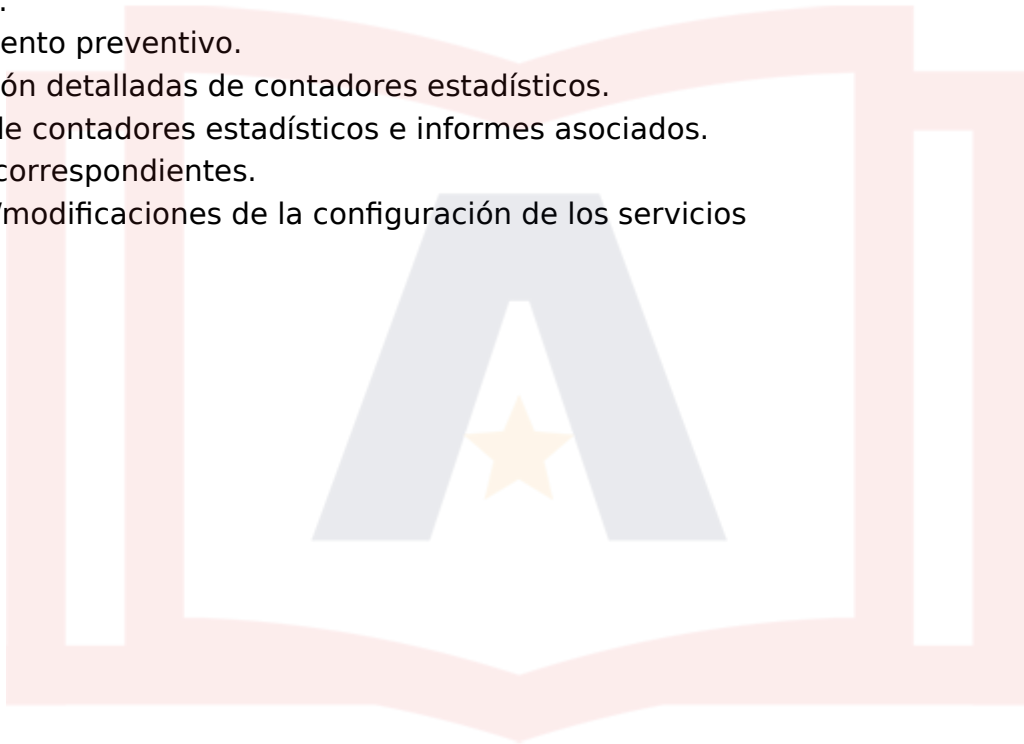 .
ento preventivo.
ón detalladas de contadores estadísticos.
de contadores estadísticos e informes asociados.
correspondientes.
/modificaciones de la configuración de los servicios